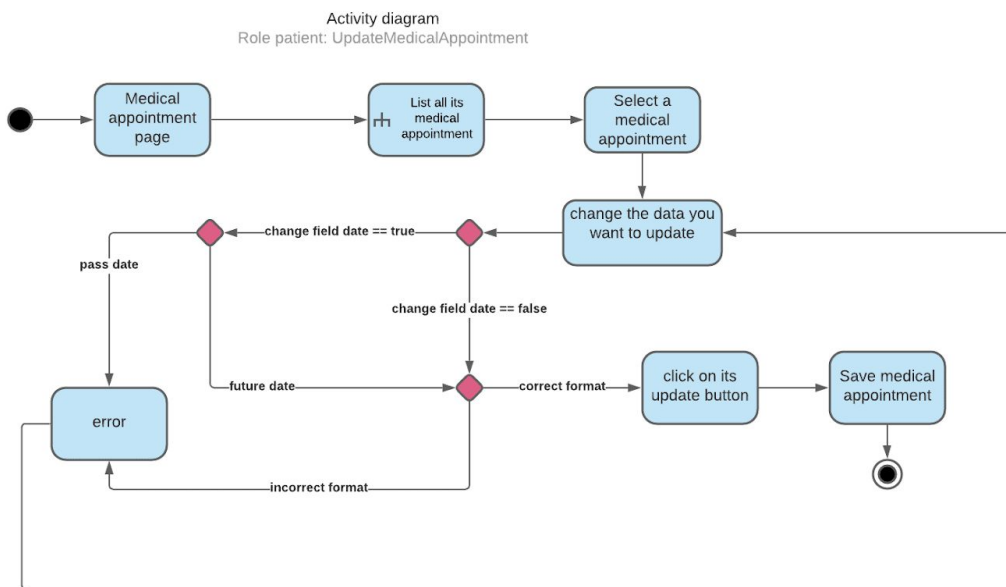 Activity diagram
Role patient: UpdateMedicalAppointment
Medical
appointment
page
List all its
medical
appointment
Select a
medical
appointment
change the data you
want to update
change field date == true
pass date
change field date == false
future date
correct format
click on its
update button
Save medical
appointment
error
incorrect format